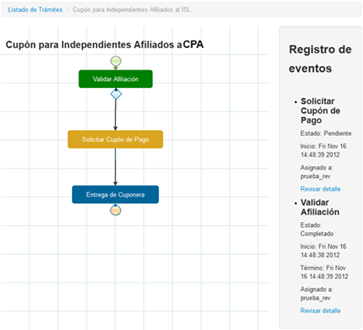 Listado de Trámites / Cupón para Independientes Afiliados al ISL
Cupón para Independientes Afiliados a CPA
Validar Afiliación
Solicitar Cupón de Pago
Entrega de Cuponera
Registro de
eventos
Solicitar
Cupón de
Pago
Estado: Pendiente
Inicio: Fri Nov 16
14:48:39 2012
Asignado a:
prueba_rev
Revisar detalle
Validar
Afiliación
Estado:
Completado
Inicio: Fri Nov 16
14:48:38 2012
Término: Fri Nov 16
14:48:39 2012
Asignado a:
prueba_rev
Revisar detalle